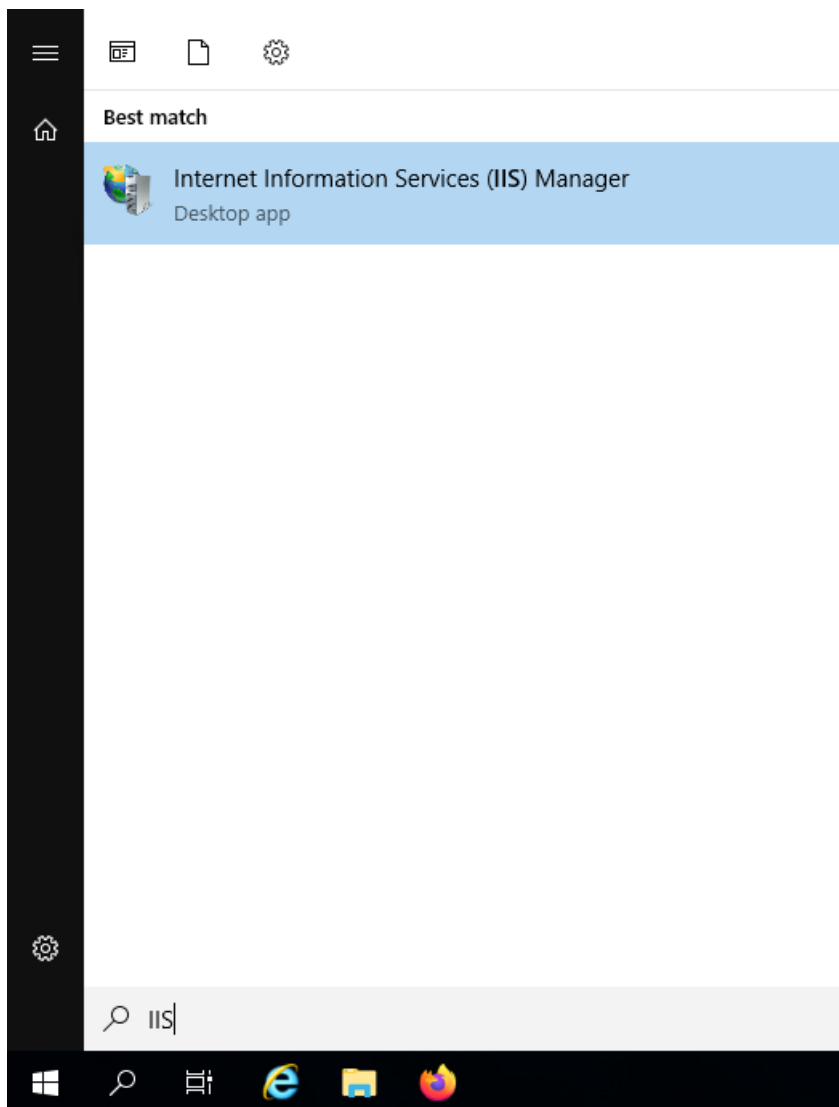 Best match
Internet Information Services (IIS) Manager
Desktop app
IIS